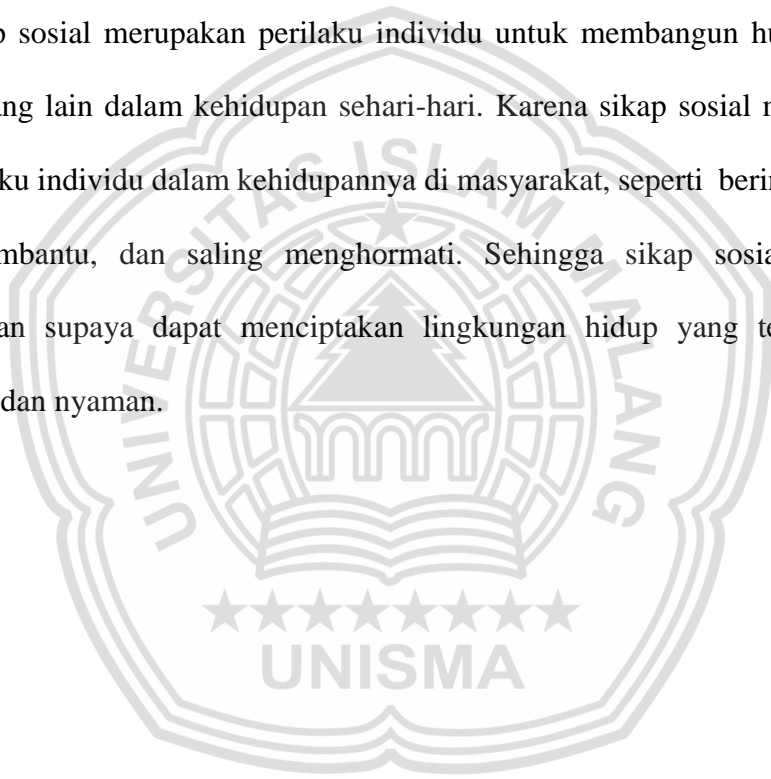 p sosial merupakan perilaku individu untuk membangun hu
ang lain dalam kehidupan sehari-hari. Karena sikap sosial
ku individu dalam kehidupannya di masyarakat, seperti berin
mbantu, dan saling menghormati. Sehingga sikap sosia
an supaya dapat menciptakan lingkungan hidup yang te
dan nyaman.
UNIVERSITAS ISLAM MALANG
UNISMA